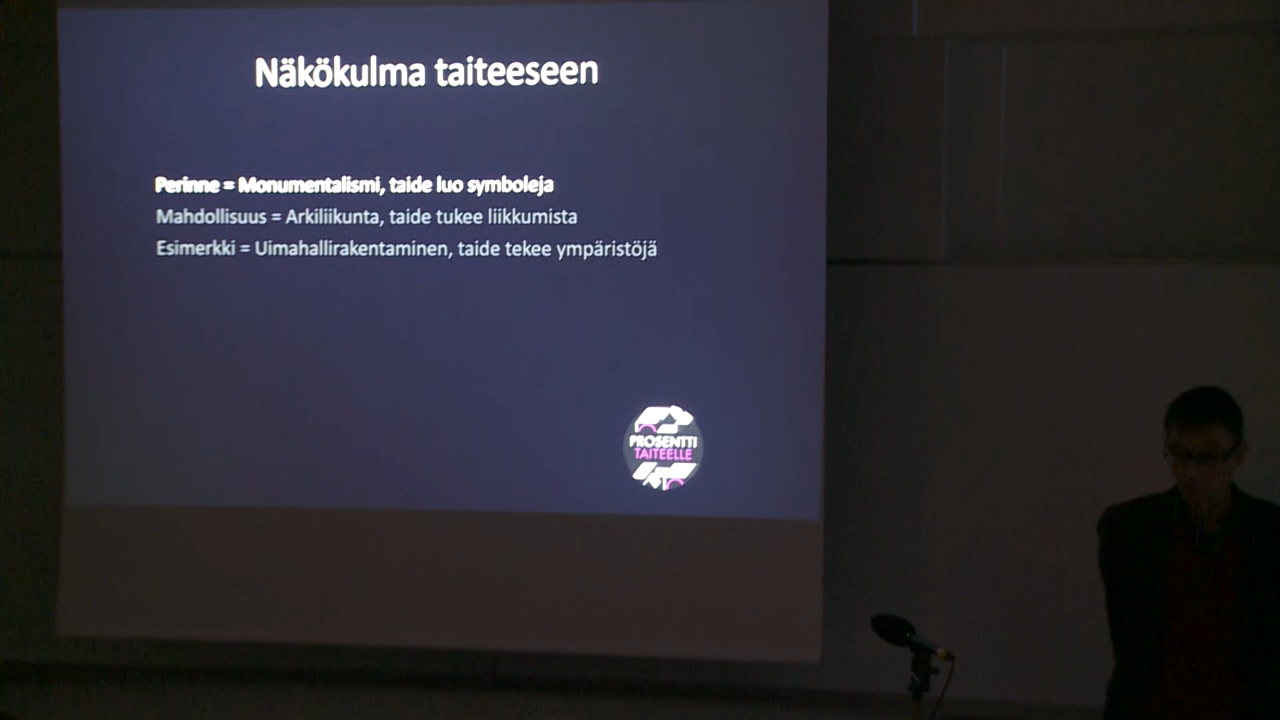 Näkökulma taiteeseen
Perinne = Monumentalismi, taide luo symboleja
Mahdollisuus = Arkiliikunta, taide tukee liikkumista
Esimerkki = Uimahallirakentaminen, taide tekee ympäristöjä
PROSENTTI
TAITEELLE